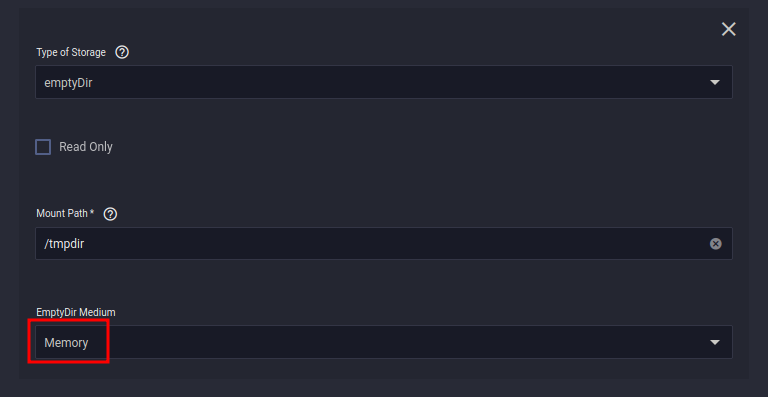 Type of Storage
emptyDir
Read Only
Mount Path *
/tmpdir
EmptyDir Medium
Memory